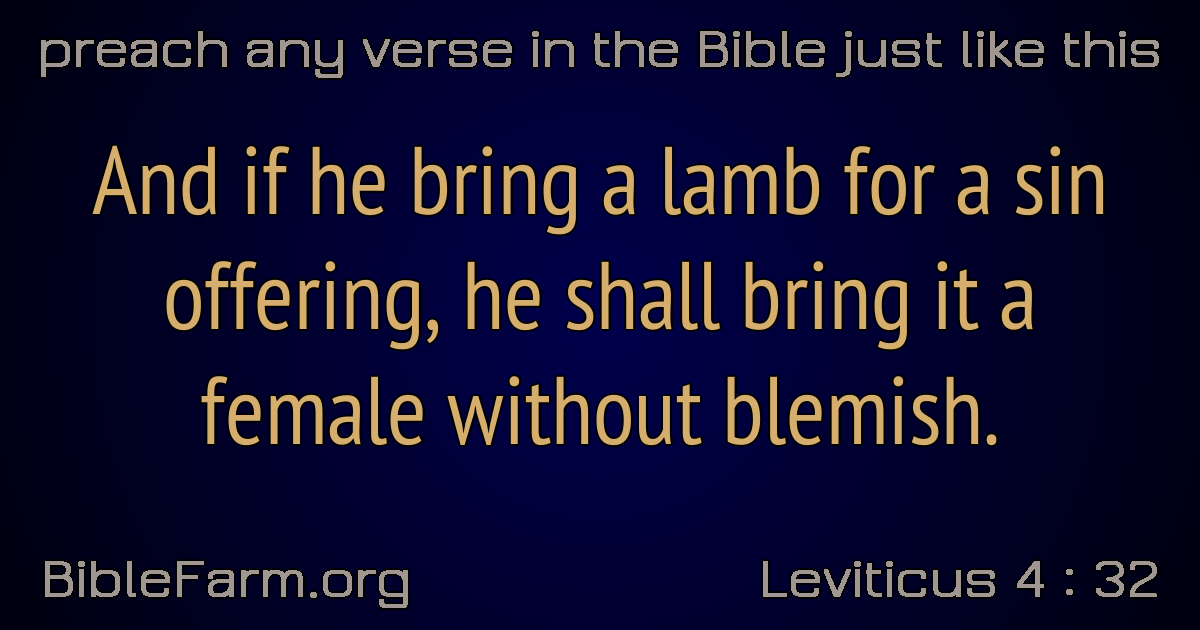 preach any verse in the Bible just like this
And if he bring a lamb for a sin
offering, he shall bring it a
female without blemish.
BibleFarm.org
Leviticus 4 : 32